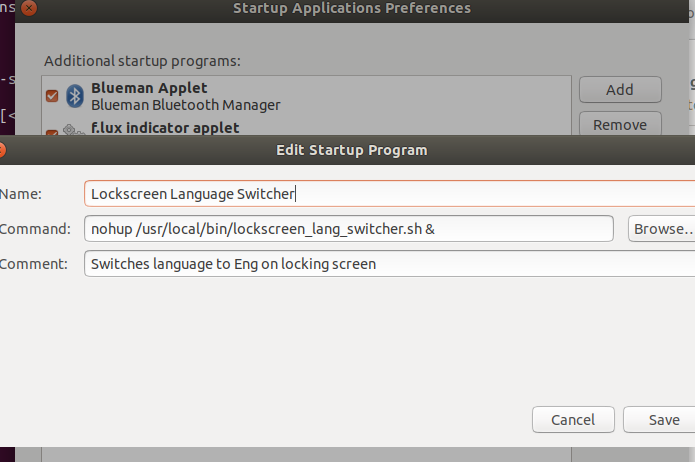 Startup Applications Preferences
Additional startup programs:
Blueman Applet
Blueman Bluetooth Manager
Add
f.lux indicator applet
Remove
Edit Startup Program
Name: Lockscreen Language Switcher
Command: nohup /usr/local/bin/lockscreen_lang_switcher.sh & Browse...
Comment: Switches language to Eng on locking screen
Cancel Save